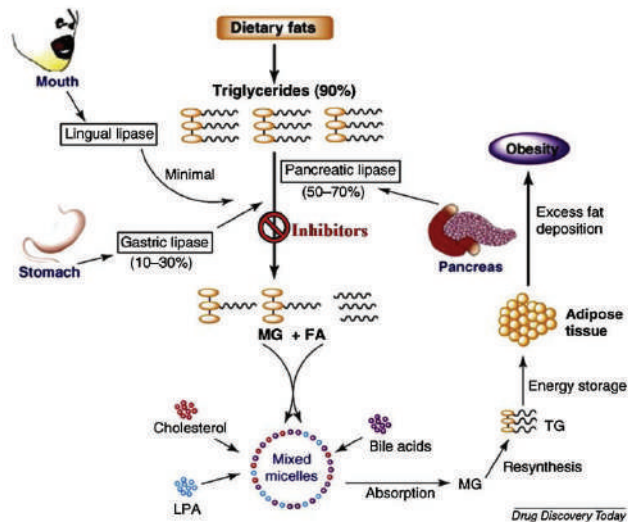 Dietary fats
Mouth
Triglycerides (90%)
Lingual lipase
Minimal
Pancreatic lipase
(50–70%)
Obesity
Inhibitors
Excess fat
deposition
Gastric lipase
(10–30%)
Stomach
Pancreas
MG + FA
Adipose
tissue
Energy storage
Cholesterol
Bile acids
TG
Mixed
micelles
Resynthesis
LPA
Absorption
MG
Drug Discovery Today